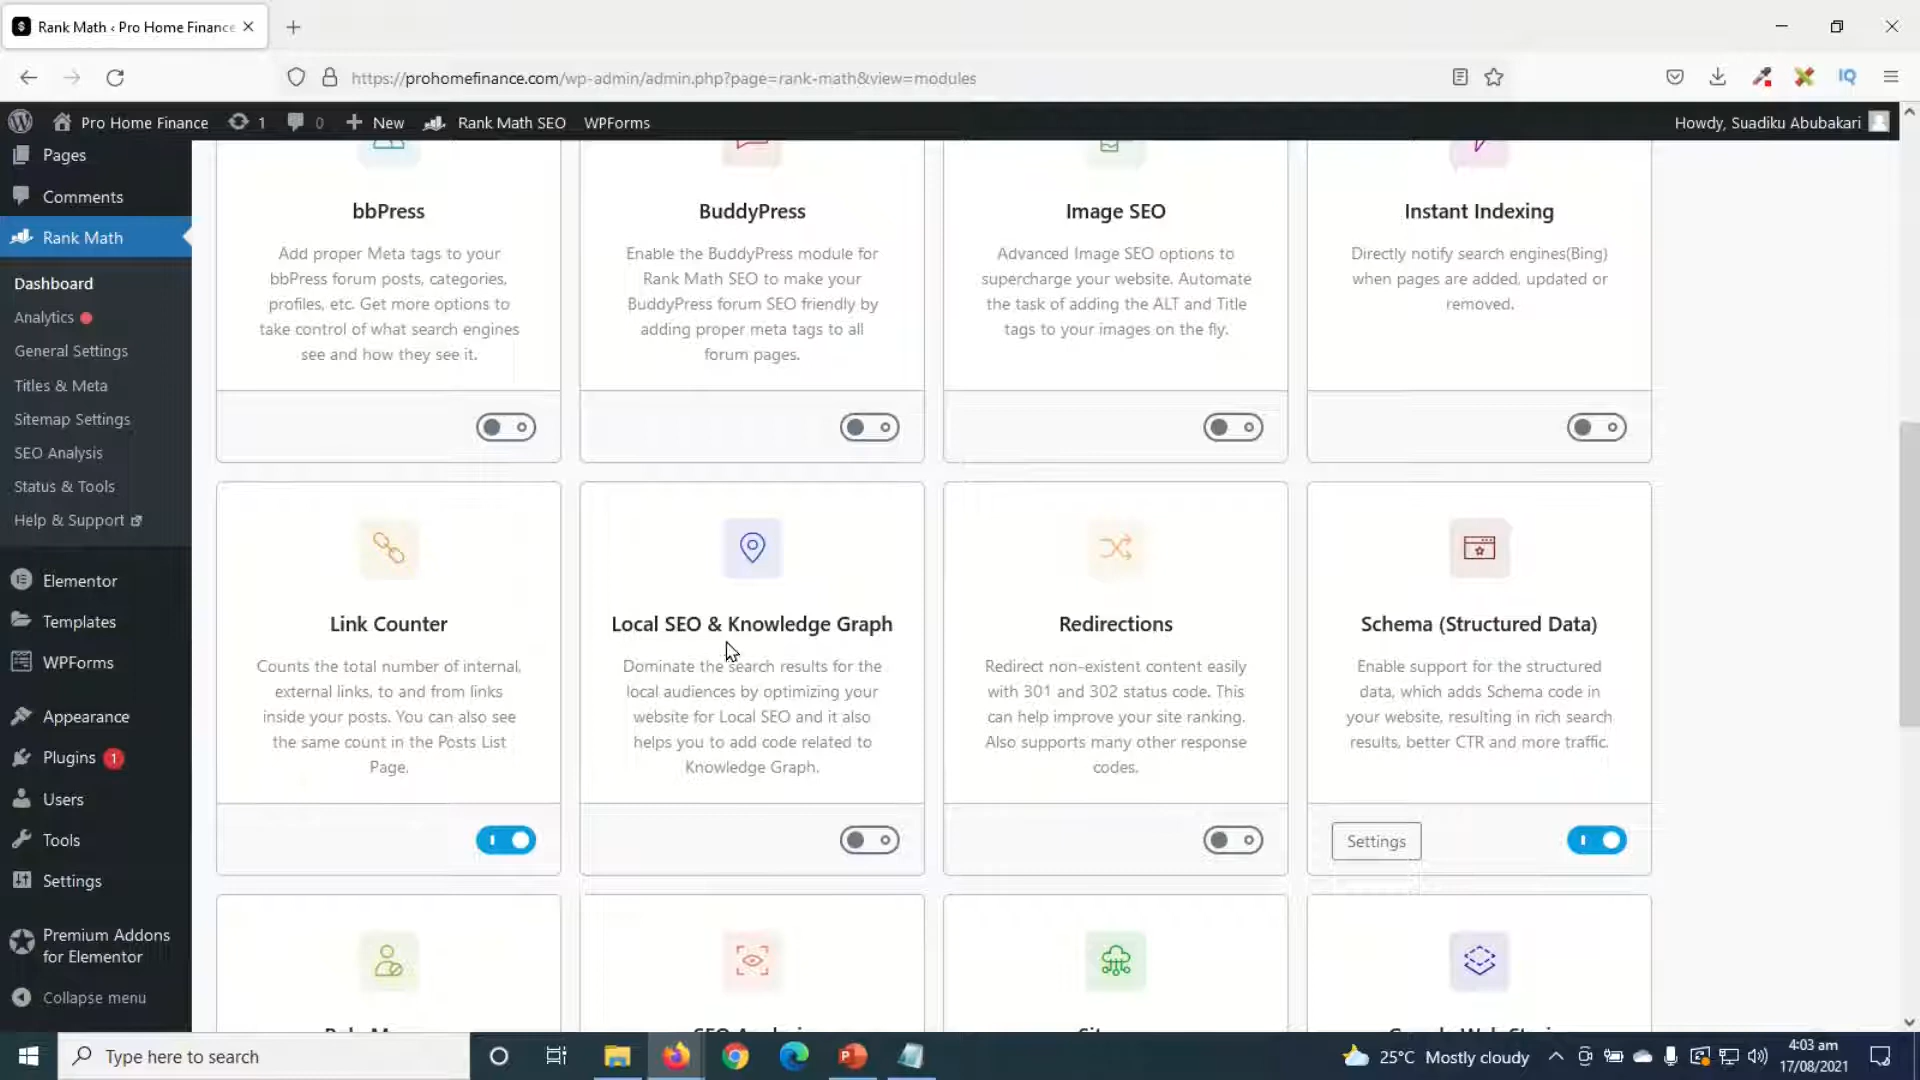 Rank Math ‹ Pro Home Finance
https://prohomefinance.com/wp-admin/admin.php?page=rank-math&view=modules
IQ
Pro Home Finance
1
0
New
Rank Math SEO
WPForms
Howdy, Suadiku Abubakari
Pages
Comments
Rank Math
Dashboard
Analytics
General Settings
Titles & Meta
Sitemap Settings
SEO Analysis
Status & Tools
Help & Support
Elementor
Templates
WPForms
Appearance
Plugins 1
Users
Tools
Settings
Premium Addons
for Elementor
Collapse menu
bbPress
Add proper Meta tags to your
bbPress forum posts, categories,
profiles, etc. Get more options to
take control of what search engines
see and how they see it.
BuddyPress
Enable the BuddyPress module for
Rank Math SEO to make your
BuddyPress forum SEO friendly by
adding proper meta tags to all
forum pages.
Image SEO
Advanced Image SEO options to
supercharge your website. Automate
the task of adding the ALT and Title
tags to your images on the fly.
Instant Indexing
Directly notify search engines(Bing)
when pages are added, updated or
removed.
Link Counter
Counts the total number of internal,
external links, to and from links
inside your posts. You can also see
the same count in the Posts List
Page.
Local SEO & Knowledge Graph
Dominate the search results for the
local audiences by optimizing your
website for Local SEO and it also
helps you to add code related to
Knowledge Graph.
Redirections
Redirect non-existent content easily
with 301 and 302 status code. This
can help improve your site ranking.
Also supports many other response
codes.
Schema (Structured Data)
Enable support for the structured
data, which adds Schema code in
your website, resulting in rich search
results, better CTR and more traffic.
Settings
Type here to search
25°C Mostly cloudy
4:03 am
17/08/2021